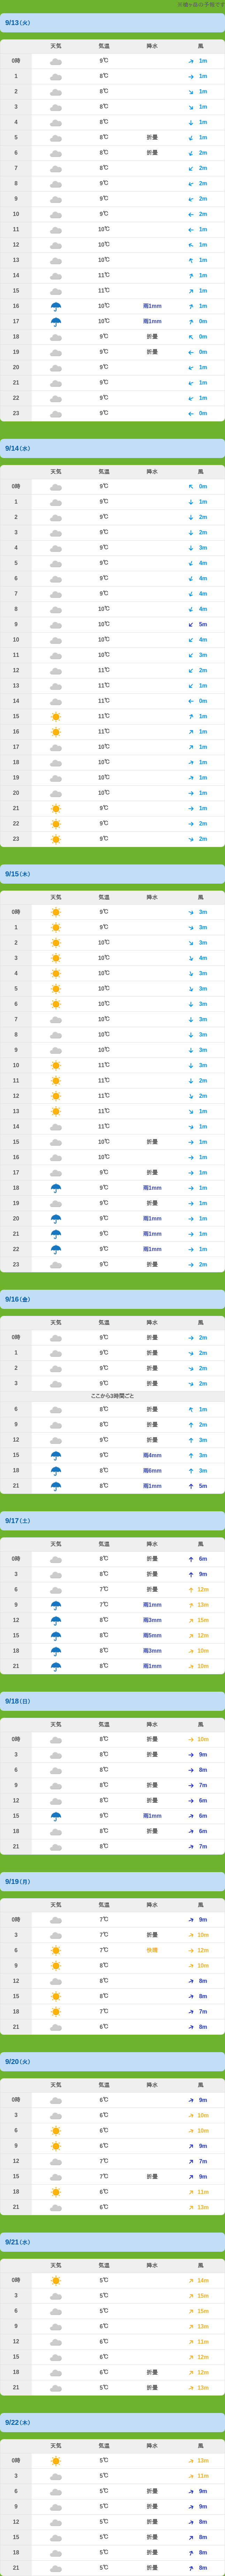 大磯ヶ岳の予報です
9/13(火)
天気 気温 降水 風
0時 9℃ 1m
1 8℃ 1m
2 8℃ 1m
3 8℃ 1m
4 8℃ 1m
5 8℃ 折曇 1m
6 8℃ 折曇 2m
7 8℃ 2m
8 9℃ 2m
9 9℃ 2m
10 9℃ 2m
11 10℃ 1m
12 10℃ 1m
13 10℃ 1m
14 11℃ 1m
15 11℃ 1m
16 10℃ 雨1mm 1m
17 10℃ 雨1mm 0m
18 9℃ 折曇 0m
19 9℃ 折曇 0m
20 9℃ 1m
21 9℃ 1m
22 9℃ 1m
23 9℃ 0m
9/14(水)
天気 気温 降水 風
0時 9℃ 0m
1 9℃ 1m
2 9℃ 2m
3 9℃ 2m
4 9℃ 3m
5 9℃ 4m
6 9℃ 4m
7 9℃ 4m
8 10℃ 4m
9 10℃ 5m
10 10℃ 4m
11 10℃ 3m
12 11℃ 2m
13 11℃ 1m
14 11℃ 0m
15 11℃ 1m
16 11℃ 1m
17 10℃ 1m
18 10℃ 1m
19 10℃ 1m
20 10℃ 1m
21 9℃ 1m
22 9℃ 2m
23 9℃ 2m
9/15(木)
天気 気温 降水 風
0時 9℃ 3m
1 9℃ 3m
2 10℃ 3m
3 10℃ 4m
4 10℃ 3m
5 10℃ 3m
6 10℃ 3m
7 10℃ 3m
8 10℃ 3m
9 10℃ 3m
10 11℃ 3m
11 11℃ 2m
12 11℃ 2m
13 11℃ 1m
14 11℃ 1m
15 10℃ 折曇 1m
16 10℃ 1m
17 9℃ 折曇 1m
18 9℃ 雨1mm 1m
19 9℃ 折曇 1m
20 9℃ 雨1mm 1m
21 9℃ 雨1mm 1m
22 9℃ 雨1mm 1m
23 9℃ 折曇 2m
9/16(金)
天気 気温 降水 風
0時 9℃ 折曇 2m
1 9℃ 折曇 2m
2 9℃ 折曇 2m
3 9℃ 折曇 2m
ここから3時間ごと
6 8℃ 折曇 1m
9 8℃ 折曇 2m
12 9℃ 折曇 3m
15 9℃ 雨4mm 3m
18 8℃ 雨6mm 3m
21 8℃ 雨1mm 5m
9/17(土)
天気 気温 降水 風
0時 8℃ 折曇 6m
3 8℃ 折曇 9m
6 7℃ 折曇 12m
9 7℃ 雨1mm 13m
12 8℃ 雨3mm 15m
15 8℃ 雨5mm 12m
18 8℃ 雨3mm 10m
21 8℃ 雨1mm 10m
9/18(日)
天気 気温 降水 風
0時 8℃ 折曇 10m
3 8℃ 折曇 9m
6 8℃ 8m
9 8℃ 折曇 7m
12 8℃ 折曇 6m
15 9℃ 雨1mm 6m
18 8℃ 折曇 6m
21 8℃ 7m
9/19(月)
天気 気温 降水 風
0時 7℃ 9m
3 7℃ 折曇 10m
6 7℃ 快晴 12m
9 8℃ 10m
12 8℃ 8m
15 8℃ 8m
18 7℃ 7m
21 6℃ 8m
9/20(火)
天気 気温 降水 風
0時 6℃ 9m
3 6℃ 10m
6 6℃ 10m
9 6℃ 9m
12 7℃ 7m
15 7℃ 折曇 9m
18 6℃ 11m
21 6℃ 13m
9/21(水)
天気 気温 降水 風
0時 5℃ 14m
3 5℃ 15m
6 5℃ 15m
9 6℃ 13m
12 6℃ 11m
15 6℃ 12m
18 6℃ 折曇 12m
21 5℃ 折曇 13m
9/22(木)
天気 気温 降水 風
0時 5℃ 13m
3 5℃ 11m
6 5℃ 折曇 9m
9 5℃ 折曇 9m
12 5℃ 折曇 8m
15 5℃ 折曇 8m
18 5℃ 折曇 8m
21 5℃ 折曇 8m